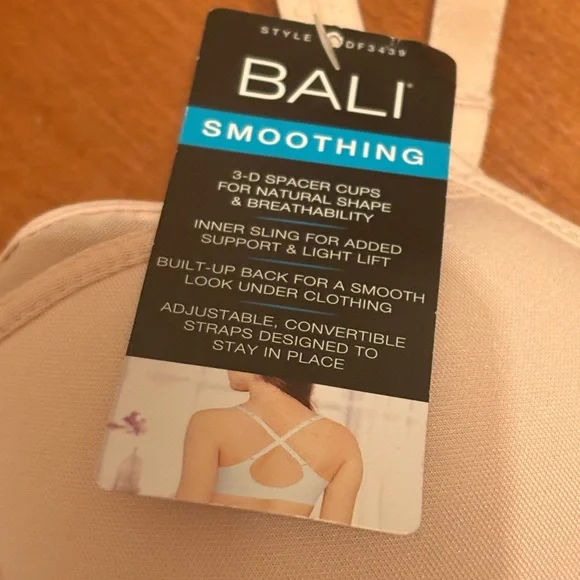 STYLE DF3439
BALI
SMOOTHING
3-D SPACER CUPS
FOR NATURAL SHAPE
& BREATHABILITY
INNER SLING FOR ADDED
SUPPORT & LIGHT LIFT
BUILT-UP BACK FOR A SMOOTH
LOOK UNDER CLOTHING
ADJUSTABLE, CONVERTIBLE
STRAPS DESIGNED TO
STAY IN PLACE